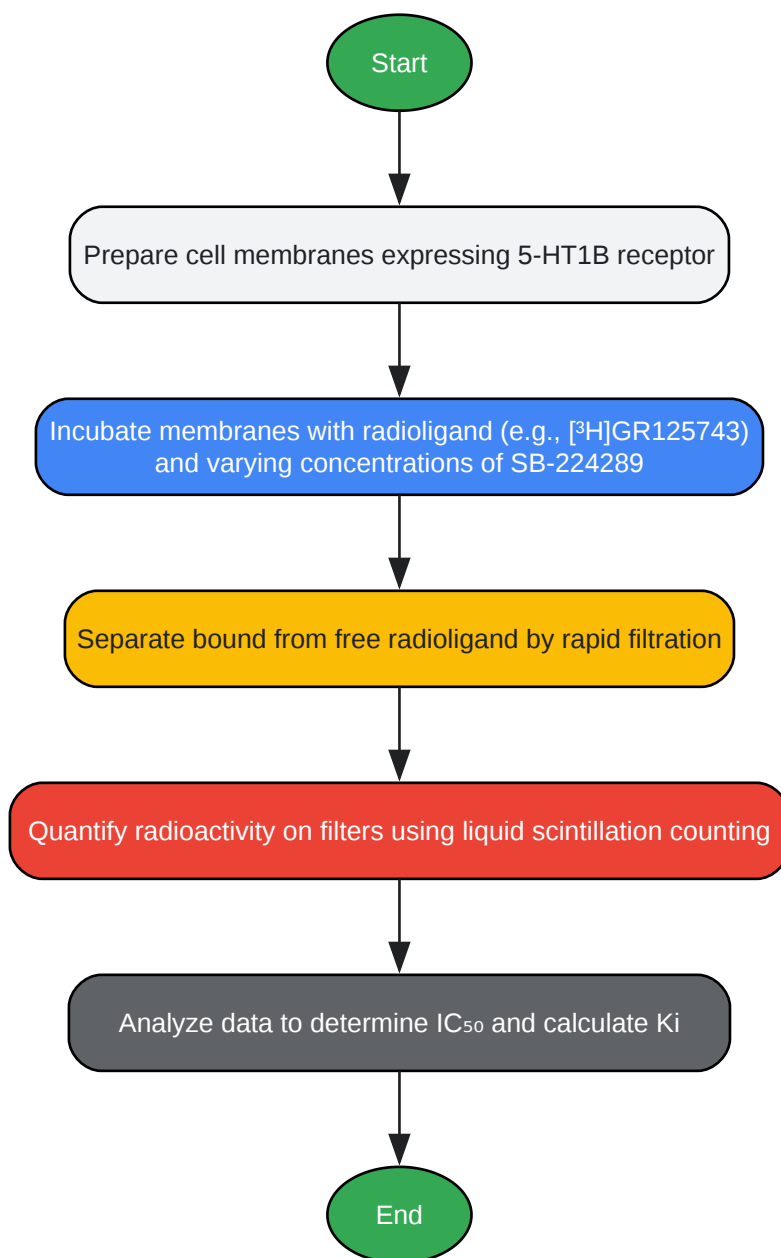 Start
Prepare cell membranes expressing 5-HT1B receptor
Incubate membranes with radioligand (e.g., [³H]GR125743)
and varying concentrations of SB-224289
Separate bound from free radioligand by rapid filtration
Quantify radioactivity on filters using liquid scintillation counting
Analyze data to determine IC₅₀ and calculate Ki
End